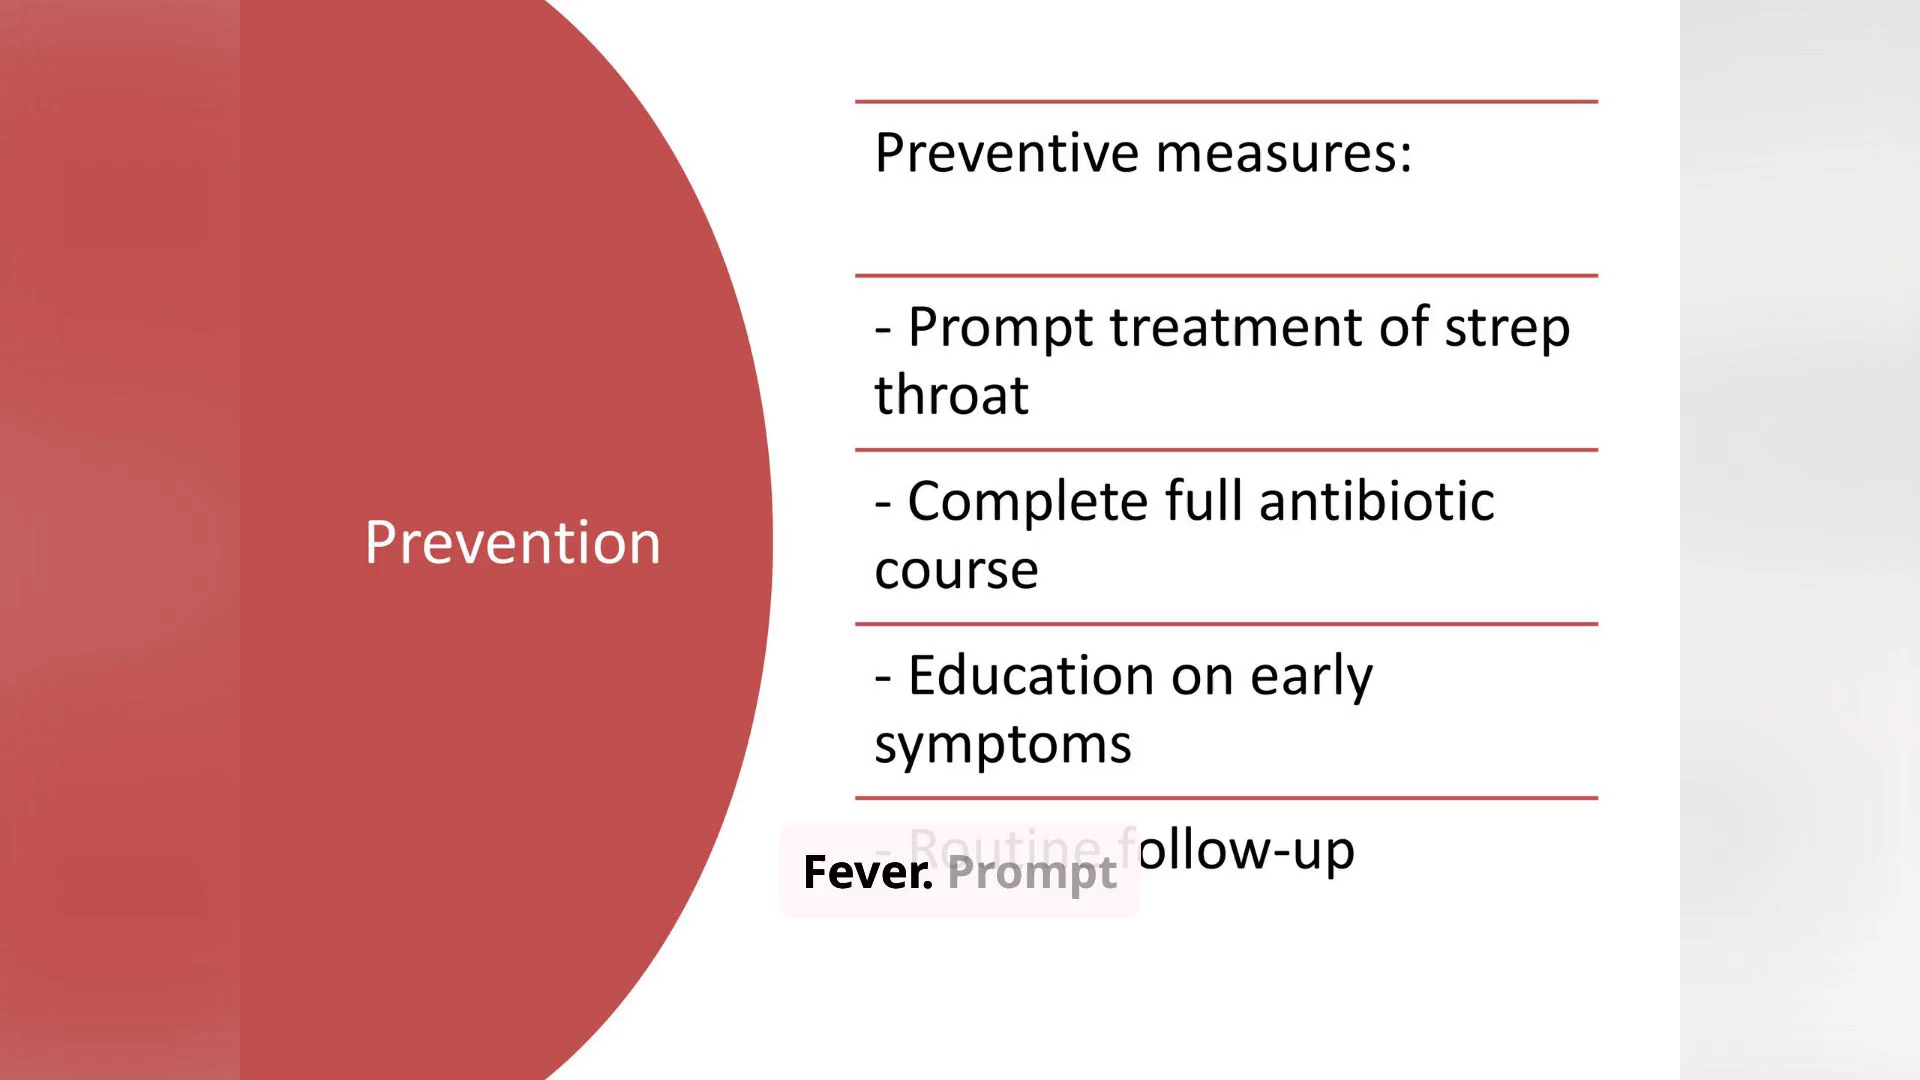 Prevention
Preventive measures:
- Prompt treatment of strep
throat
- Complete full antibiotic
course
- Education on early
symptoms
- Routine follow-up
Fever. Prompt